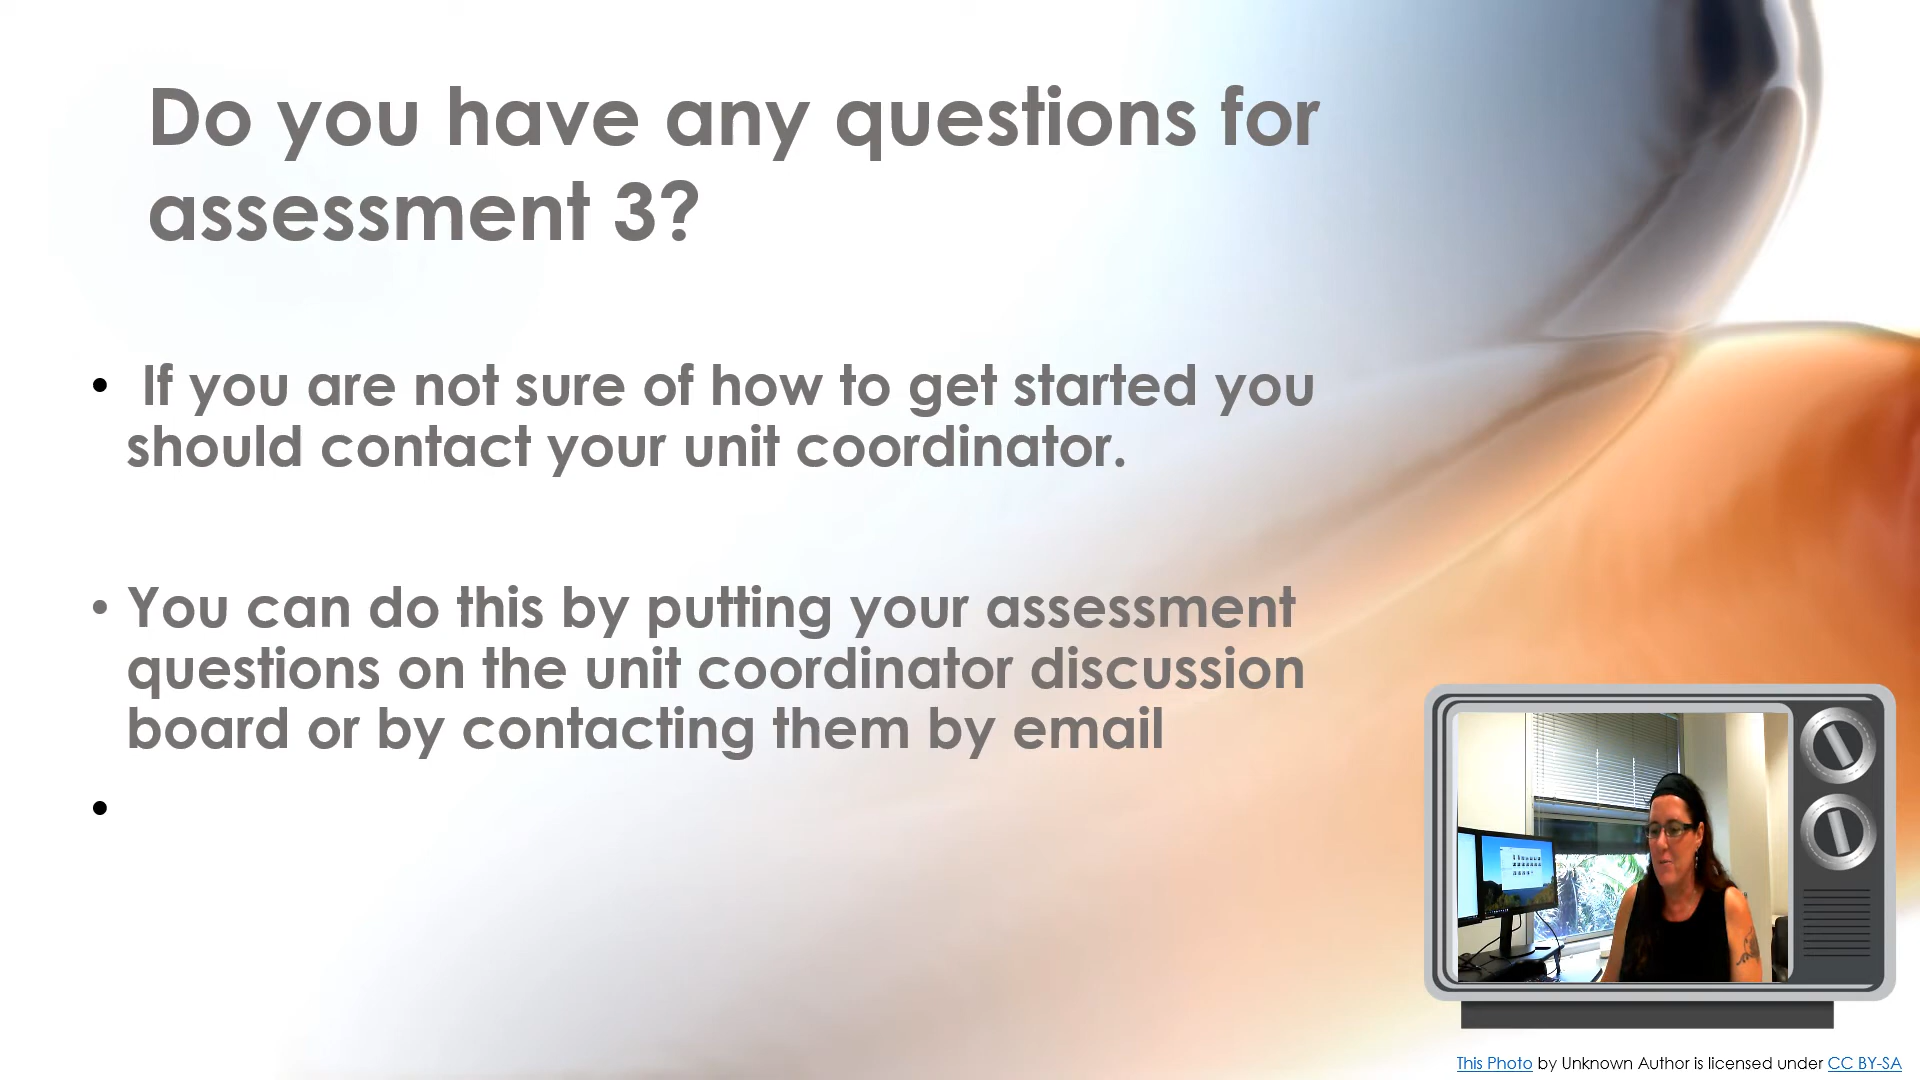 Do you have any questions for
assessment 3?
• If you are not sure of how to get started you
should contact your unit coordinator.
• You can do this by putting your assessment
questions on the unit coordinator discussion
board or by contacting them by email
•
This Photo by Unknown Author is licensed under CC BY-SA